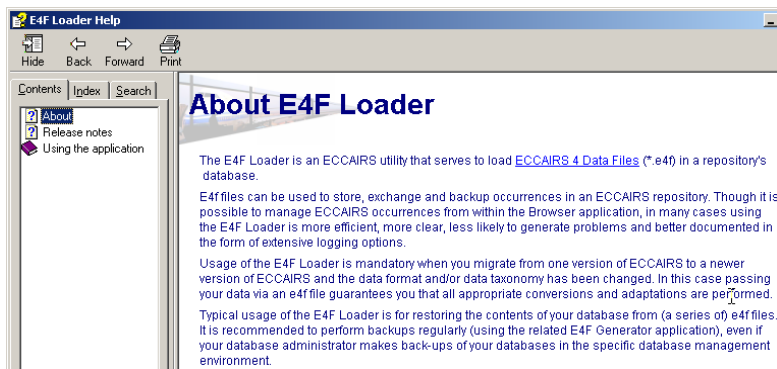 E4F Loader Help
Hide Back Forward Print
Contents Index Search
About
Release notes
Using the application
About E4F Loader
The E4F Loader is an ECCAIRS utility that serves to load ECCAIRS 4 Data Files (*.e4f) in a repository's
database.
E4f files can be used to store, exchange and backup occurrences in an ECCAIRS repository. Though it is
possible to manage ECCAIRS occurrences from within the Browser application, in many cases using
the E4F Loader is more efficient, more clear, less likely to generate problems and better documented in
the form of extensive logging options.
Usage of the E4F Loader is mandatory when you migrate from one version of ECCAIRS to a newer
version of ECCAIRS and the data format and/or data taxonomy has been changed. In this case passing
your data via an e4f file guarantees you that all appropriate conversions and adaptations are performed.
Typical usage of the E4F Loader is for restoring the contents of your database from (a series of) e4f files.
It is recommended to perform backups regularly (using the related E4F Generator application), even if
your database administrator makes back-ups of your databases in the specific database management
environment.